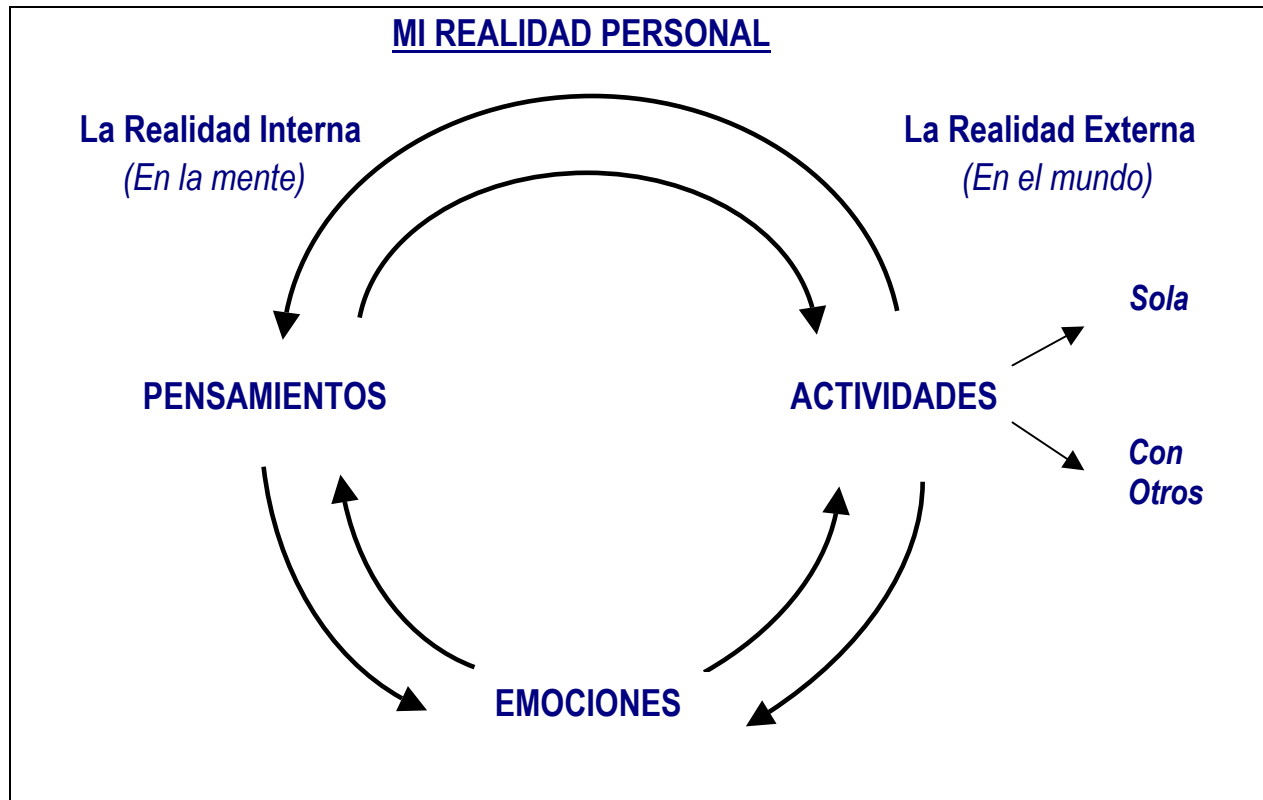 MI REALIDAD PERSONAL
La Realidad Interna
(En la mente)
La Realidad Externa
(En el mundo)
Sola
PENSAMIENTOS
ACTIVIDADES
Con
Otros
EMOCIONES